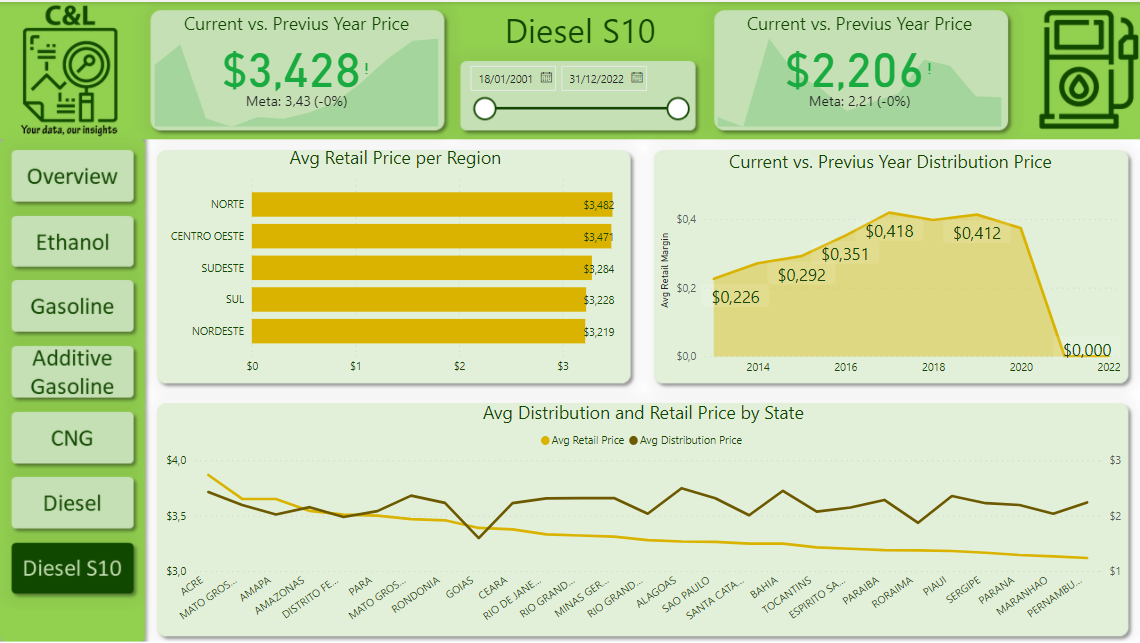 C&L
Your data, our insights
Current vs. Previus Year Price
$3,428!
Meta: 3,43 (-0%)
Diesel S10
18/01/2001
31/12/2022
Current vs. Previus Year Price
$2,206!
Meta: 2,21 (-0%)
Overview
Ethanol
Gasoline
Additive
Gasoline
CNG
Diesel
Diesel S10
Avg Retail Price per Region
NORTE $3,482
CENTRO OESTE $3,471
SUDESTE $3,284
SUL $3,228
NORDESTE $3,219
$0 $1 $2 $3
Current vs. Previus Year Distribution Price
Avg Retail Margin
$0,4
$0,2
$0,0
$0,226
$0,292
$0,351
$0,418
$0,412
$0,000
2014 2016 2018 2020 2022
Avg Distribution and Retail Price by State
Avg Retail Price Avg Distribution Price
$4,0
$3,5
$3,0
$3
$2
$1
ACRE
MATO GROS...
AMAPA
AMAZONAS
DISTRITO FE...
PARA
MATO GROS...
RONDONIA
GOIAS
CEARA
RIO DE JANE...
RIO GRAND...
MINAS GER...
RIO GRAND...
ALAGOAS
SAO PAULO
SANTA CATA...
BAHIA
TOCANTINS
ESPIRITO SA...
PARAIBA
RORAIMA
PIAUI
SERGIPE
PARANA
MARANHAO
PERNAMBU...